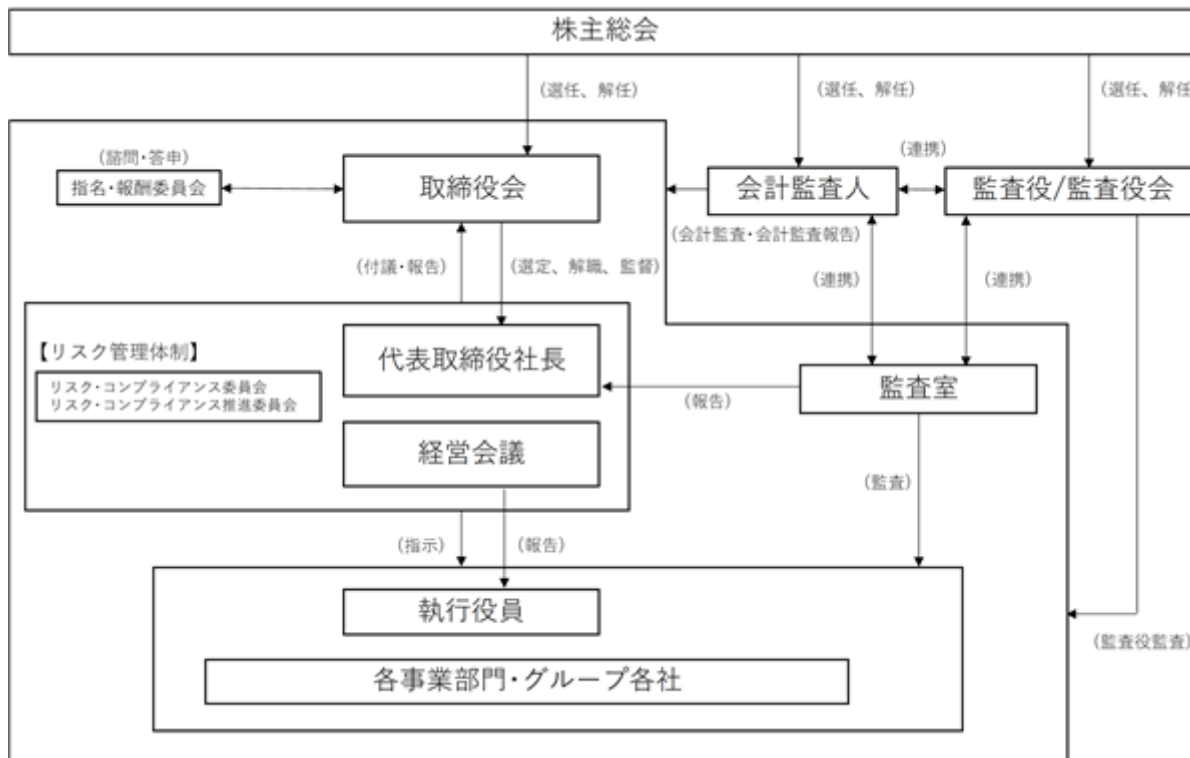 株主総会
(選任、解任)
(選任、解任)
(選任、解任)
(諮問・答申)
指名・報酬委員会
取締役会
会計監査人
(連携)
監査役/監査役会
(会計監査・会計監査報告)
(付議・報告)
(選定、解職、監督)
(連携)
(連携)
【リスク管理体制】
リスク・コンプライアンス委員会
リスク・コンプライアンス推進委員会
代表取締役社長
監査室
(報告)
経営会議
(監査)
(指示)
(報告)
執行役員
(監査役監査)
各事業部門・グループ各社